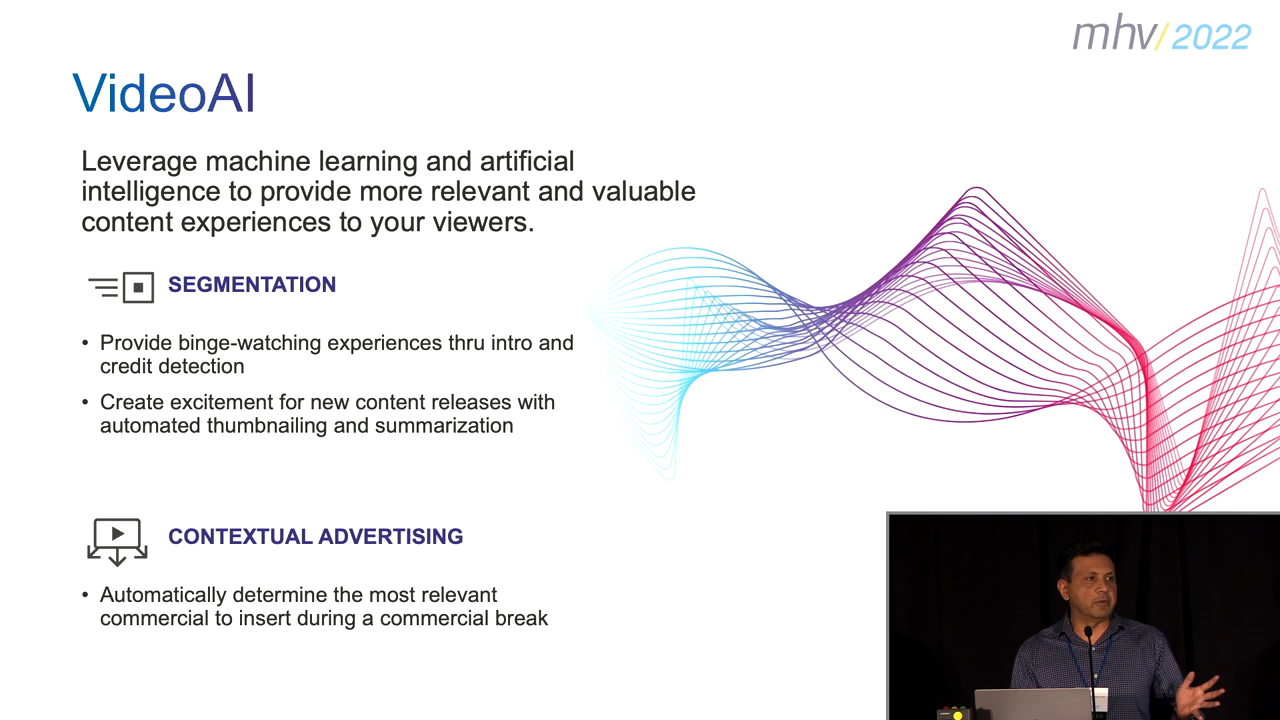 mhv/2022
VideoAI
Leverage machine learning and artificial
intelligence to provide more relevant and valuable
content experiences to your viewers.
SEGMENTATION
• Provide binge-watching experiences thru intro and
credit detection
• Create excitement for new content releases with
automated thumbnailing and summarization
CONTEXTUAL ADVERTISING
• Automatically determine the most relevant
commercial to insert during a commercial break